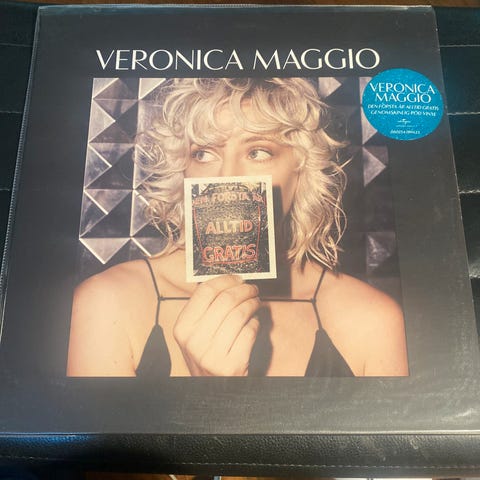 VERONICA MAGGIO
VERONICA
MAGGIO
DEN FÖRSTA ÄR ALLTID GRATIS
GENOMSKINLIG RÖD VINYL
DEN FÖRSTA ÄR
ALLTID
GRATIS